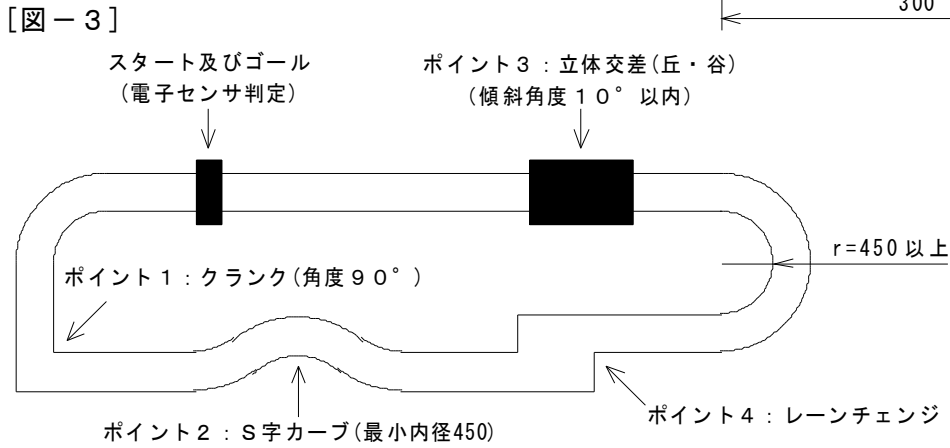 300
[図-3]
スタート及びゴール
(電子センサ判定)
ポイント3：立体交差(丘・谷)
(傾斜角度10°以内)
r=450以上
ポイント1：クランク(角度90°)
ポイント2：S字カーブ(最小内径450)
ポイント4：レーンチェンジ